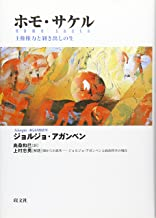 ホモ・サケル
HOMO SACER
主権権力と剥き出しの生
Giorgio Agamben
ジョルジョ・アガンベン
高桑和巳[訳]
上村忠男[解題]
以文社